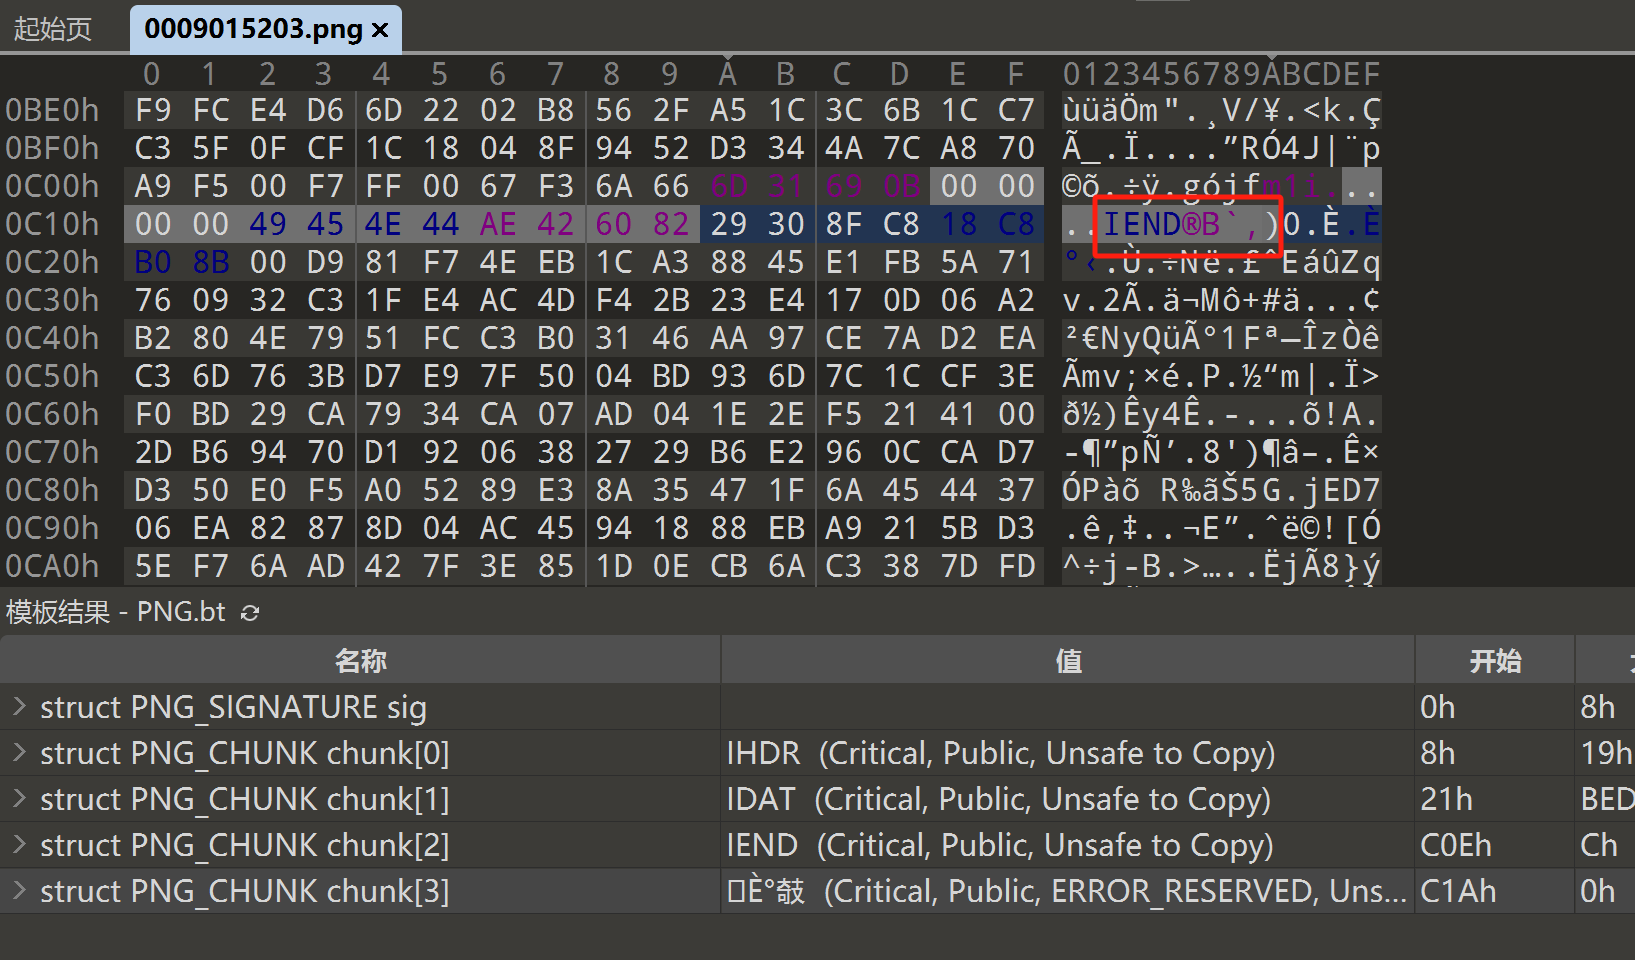 起始页 0009015203.png ×
0 1 2 3 4 5 6 7 8 9 A B C D E F 0123456789ABCDEF
0BE0h F9 FC E4 D6 6D 22 02 B8 56 2F A5 1C 3C 6B 1C C7 ùüäÖm".¸V/¥.<k.Ç
0BF0h C3 5F 0F CF 1C 18 04 8F 94 52 D3 34 4A 7C A8 70 Ã_.Ï....”RÓ4J|¨p
0C00h A9 F5 00 F7 FF 00 67 F3 6A 66 6D 31 69 0B 00 00 ©õ.÷ÿ.gójfm1i...
0C10h 00 00 49 45 4E 44 AE 42 60 82 29 30 8F C8 18 C8 ..IEND®B`‚)0.È.È
0C20h B0 8B 00 D9 81 F7 4E EB 1C A3 88 45 E1 FB 5A 71 °‹.Ù.÷Në.£ˆEáûZq
0C30h 76 09 32 C3 1F E4 AC 4D F4 2B 23 E4 17 0D 06 A2 v.2Ã.ä¬Mô+#ä...¢
0C40h B2 80 4E 79 51 FC C3 B0 31 46 AA 97 CE 7A D2 EA ²€NyQüÃ°1Fª—ÎzÒê
0C50h C3 6D 76 3B D7 E9 7F 50 04 BD 93 6D 7C 1C CF 3E Ãmv;×é.P.½“m|.Ï>
0C60h F0 BD 29 CA 79 34 CA 07 AD 04 1E 2E F5 21 41 00 ð½)Êy4Ê.-...õ!A.
0C70h 2D B6 94 70 D1 92 06 38 27 29 B6 E2 96 0C CA D7 -¶”pÑ’.8')¶â–.Ê×
0C80h D3 50 E0 F5 A0 52 89 E3 8A 35 47 1F 6A 45 44 37 ÓPàõ R‰ãŠ5G.jED7
0C90h 06 EA 82 87 8D 04 AC 45 94 18 88 EB A9 21 5B D3 .ê‚‡..¬E”.ˆë©![Ó
0CA0h 5E F7 6A AD 42 7F 3E 85 1D 0E CB 6A C3 38 7D FD ^÷j-B.>…..ËjÃ8}ý
模板结果 - PNG.bt
名称 值 开始
struct PNG_SIGNATURE sig 0h 8h
struct PNG_CHUNK chunk[0] IHDR (Critical, Public, Unsafe to Copy) 8h 19h
struct PNG_CHUNK chunk[1] IDAT (Critical, Public, Unsafe to Copy) 21h BED
struct PNG_CHUNK chunk[2] IEND (Critical, Public, Unsafe to Copy) C0Eh Ch
struct PNG_CHUNK chunk[3] È° (Critical, Public, ERROR_RESERVED, Uns... C1Ah 0h